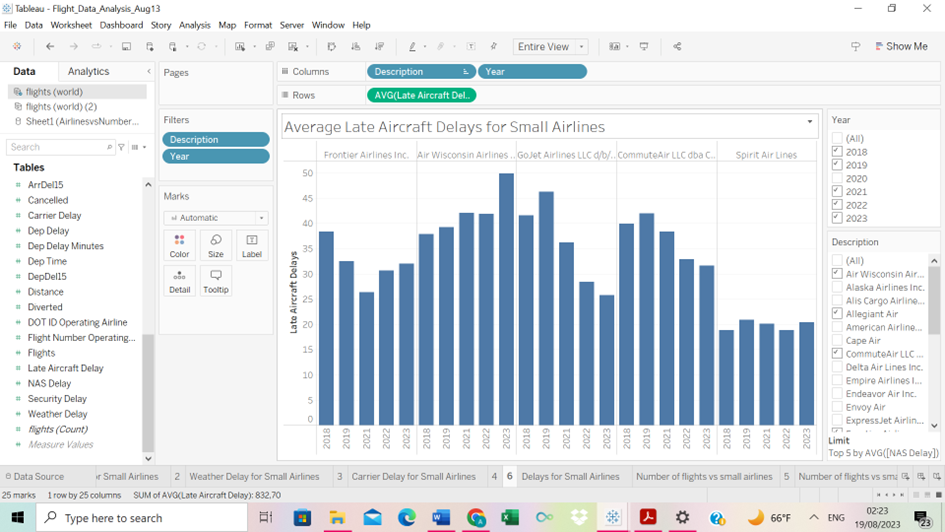 Tableau - Flight_Data_Analysis_Aug13
File Data Worksheet Dashboard Story Analysis Map Format Server Window Help
Entire View
Show Me
Data Analytics
flights (world)
flights (world) (2)
Sheet1 (AirlinesvsNumber...
Search
Tables
ArrDel15
Cancelled
Carrier Delay
Dep Delay
Dep Delay Minutes
Dep Time
DepDel15
Distance
Diverted
DOT ID Operating Airline
Flight Number Operating...
Flights
Late Aircraft Delay
NAS Delay
Security Delay
Weather Delay
flights (Count)
Measure Values
Pages
Filters
Description
Year
Marks
Automatic
Color Size Label
Detail Tooltip
Columns Description Year
Rows AVG(Late Aircraft Del..
Average Late Aircraft Delays for Small Airlines
Frontier Airlines Inc. Air Wisconsin Airlines .. GoJet Airlines LLC d/b/.. CommuteAir LLC dba C.. Spirit Air Lines
Late Aircraft Delays
50
45
40
35
30
25
20
15
10
5
0
2018 2019 2021 2022 2023 2018 2019 2021 2022 2023 2018 2019 2021 2022 2023 2018 2019 2021 2022 2023 2018 2019 2021 2022 2023
Year
(All)
2018
2019
2020
2021
2022
2023
Description
(All)
Air Wisconsin Air...
Alaska Airlines Inc.
Alis Cargo Airline...
Allegiant Air
American Airline...
Cape Air
CommuteAir LLC ...
Delta Air Lines Inc.
Empire Airlines I...
Endeavor Air Inc.
Envoy Air
ExpressJet Airlin...
Limit
Top 5 by AVG([NAS Delay])
Data Source or Small Airlines 2 Weather Delay for Small Airlines 3 Carrier Delay for Small Airlines 4 6 Delays for Small Airlines Number of flights vs small airlines 5 Number of flights vs sm
25 marks 1 row by 25 columns SUM of AVG(Late Aircraft Delay): 832,70
Type here to search
66°F ENG
02:23
19/08/2023
23